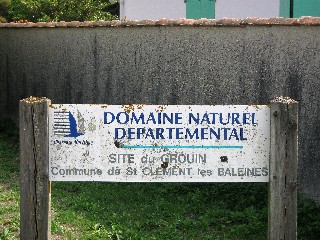 DOMAINE NATUREL
DEPARTEMENTAL
SITE du GROUIN
Commune de St CLEMENT les BALEINES